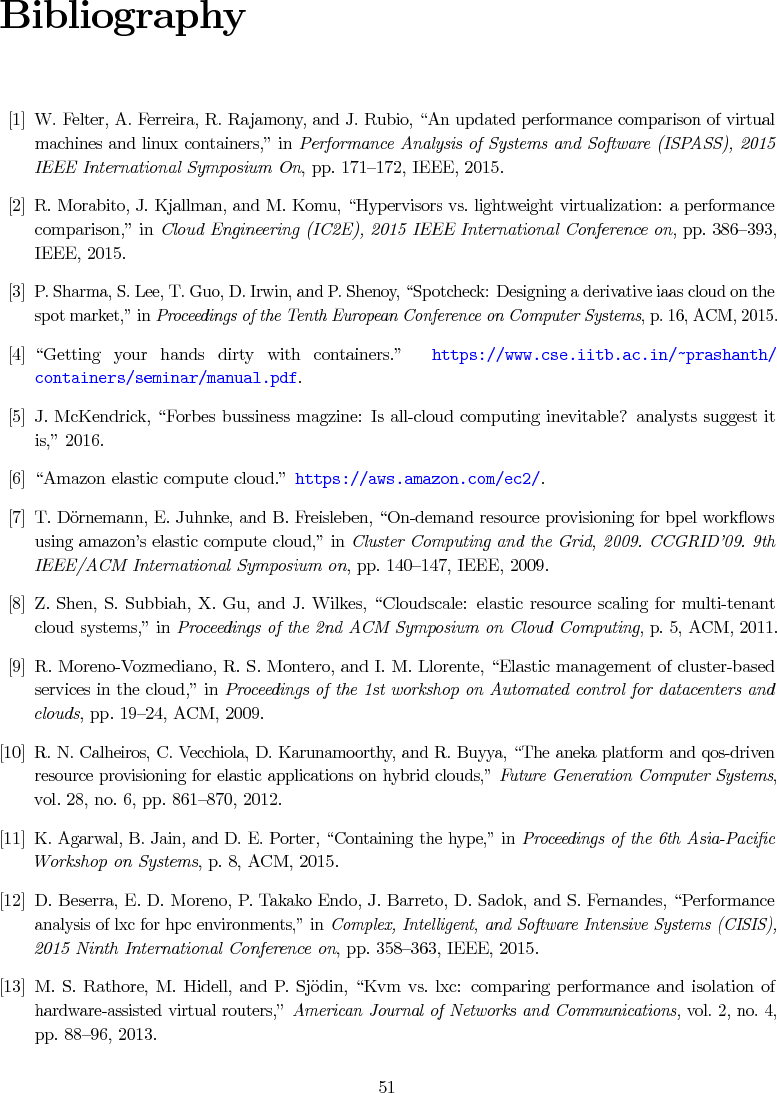 Bibliography
[1] W. Felter, A. Ferreira, R. Rajamony, and J. Rubio, “An updated performance comparison of virtual
machines and linux containers,” in Performance Analysis of Systems and Software (ISPASS), 2015
IEEE International Symposium On, pp. 171–172, IEEE, 2015.
[2] R. Morabito, J. Kjallman, and M. Komu, “Hypervisors vs. lightweight virtualization: a performance
comparison,” in Cloud Engineering (IC2E), 2015 IEEE International Conference on, pp. 386–393,
IEEE, 2015.
[3] P. Sharma, S. Lee, T. Guo, D. Irwin, and P. Shenoy, “Spotcheck: Designing a derivative iaas cloud on the
spot market,” in Proceedings of the Tenth European Conference on Computer Systems, p. 16, ACM, 2015.
[4] “Getting your hands dirty with containers.” https://www.cse.iitb.ac.in/~prashanth/
containers/seminar/manual.pdf.
[5] J. McKendrick, “Forbes bussiness magzine: Is all-cloud computing inevitable? analysts suggest it
is,” 2016.
[6] “Amazon elastic compute cloud.” https://aws.amazon.com/ec2/.
[7] T. Dörnemann, E. Juhnke, and B. Freisleben, “On-demand resource provisioning for bpel workflows
using amazon’s elastic compute cloud,” in Cluster Computing and the Grid, 2009. CCGRID’09. 9th
IEEE/ACM International Symposium on, pp. 140–147, IEEE, 2009.
[8] Z. Shen, S. Subbiah, X. Gu, and J. Wilkes, “Cloudscale: elastic resource scaling for multi-tenant
cloud systems,” in Proceedings of the 2nd ACM Symposium on Cloud Computing, p. 5, ACM, 2011.
[9] R. Moreno-Vozmediano, R. S. Montero, and I. M. Llorente, “Elastic management of cluster-based
services in the cloud,” in Proceedings of the 1st workshop on Automated control for datacenters and
clouds, pp. 19–24, ACM, 2009.
[10] R. N. Calheiros, C. Vecchiola, D. Karunamoorthy, and R. Buyya, “The aneka platform and qos-driven
resource provisioning for elastic applications on hybrid clouds,” Future Generation Computer Systems,
vol. 28, no. 6, pp. 861–870, 2012.
[11] K. Agarwal, B. Jain, and D. E. Porter, “Containing the hype,” in Proceedings of the 6th Asia-Pacific
Workshop on Systems, p. 8, ACM, 2015.
[12] D. Beserra, E. D. Moreno, P. Takako Endo, J. Barreto, D. Sadok, and S. Fernandes, “Performance
analysis of lxc for hpc environments,” in Complex, Intelligent, and Software Intensive Systems (CISIS),
2015 Ninth International Conference on, pp. 358–363, IEEE, 2015.
[13] M. S. Rathore, M. Hidell, and P. Sjödin, “Kvm vs. lxc: comparing performance and isolation of
hardware-assisted virtual routers,” American Journal of Networks and Communications, vol. 2, no. 4,
pp. 88–96, 2013.
51